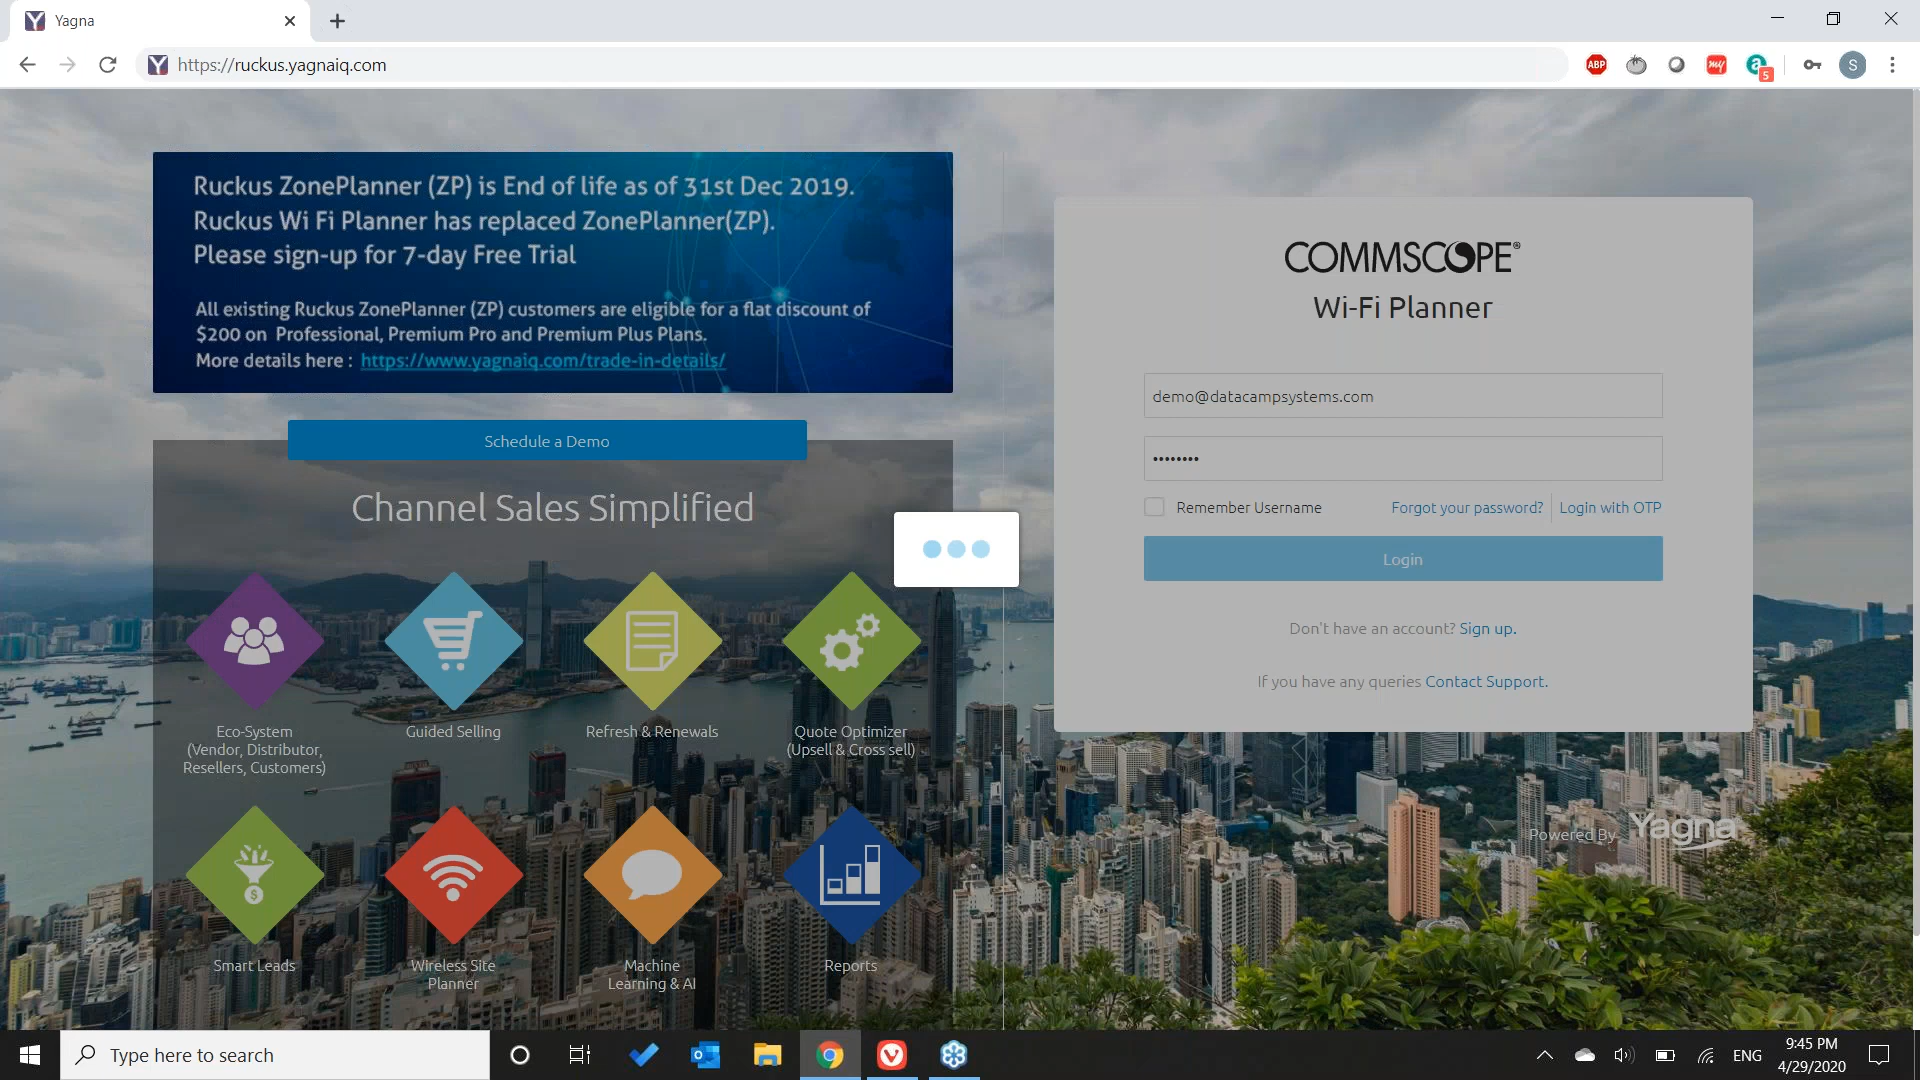 Yagna
https://ruckus.yagnaiq.com
ABP
my
a
5
S
Ruckus ZonePlanner (ZP) is End of life as of 31st Dec 2019.
Ruckus Wi Fi Planner has replaced ZonePlanner(ZP).
Please sign-up for 7-day Free Trial
All existing Ruckus ZonePlanner (ZP) customers are eligible for a flat discount of
$200 on Professional, Premium Pro and Premium Plus Plans.
More details here : https://www.yagnaiq.com/trade-in-details/
Schedule a Demo
Channel Sales Simplified
Eco-System
(Vendor, Distributor,
Resellers, Customers)
Guided Selling
Refresh & Renewals
Quote Optimizer
(Upsell & Cross sell)
Smart Leads
Wireless Site
Planner
Machine
Learning & AI
Reports
COMMSCOPE®
Wi-Fi Planner
demo@datacampsystems.com
••••••••
Remember Username
Forgot your password?
Login with OTP
Login
Don't have an account? Sign up.
If you have any queries Contact Support.
Powered By Yagna
Type here to search
ENG
9:45 PM
4/29/2020